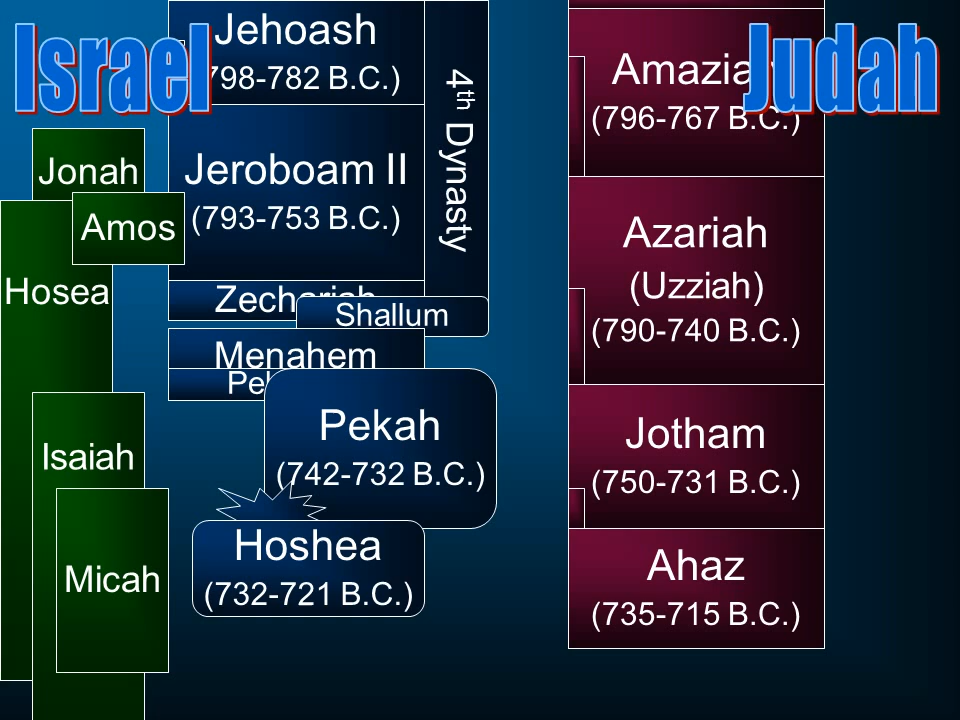 Israel
Judah
Jehoash
798-782 B.C.)
4th Dynasty
Jeroboam II
(793-753 B.C.)
Jonah
Amos
Hosea
Shallum
Menahem
Pekah
(742-732 B.C.)
Isaiah
Micah
Hoshea
(732-721 B.C.)
(796-767 B.C.)
Azariah
(Uzziah)
(790-740 B.C.)
Jotham
(750-731 B.C.)
Ahaz
(735-715 B.C.)